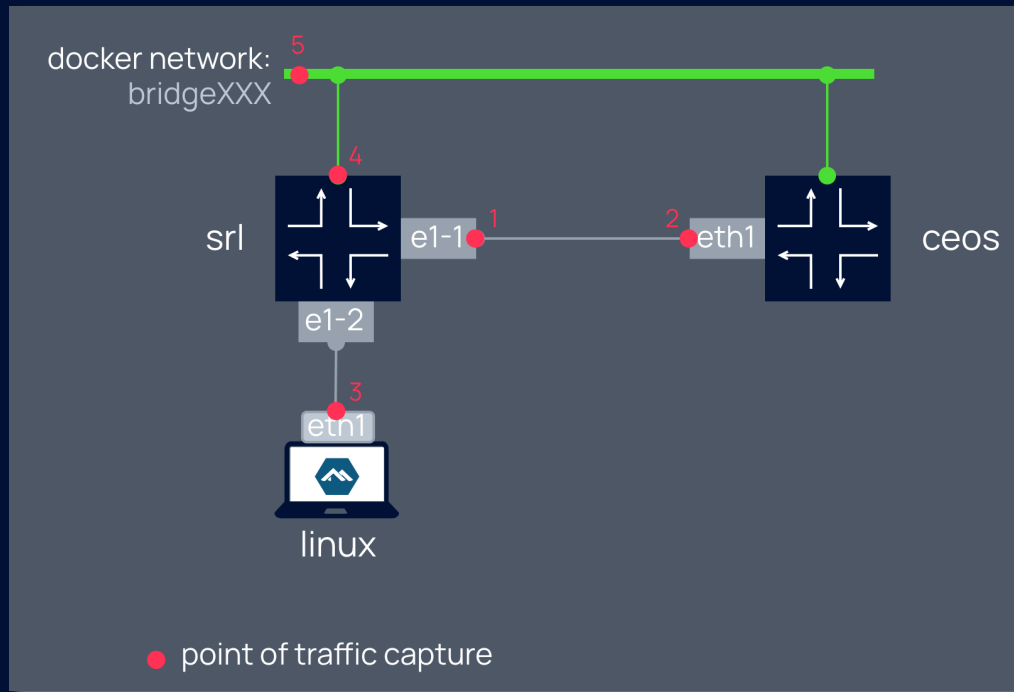 5
docker network:
bridgeXXX
4
srl
e1-1
1
2
eth1
ceos
e1-2
3
eth1
linux
point of traffic capture